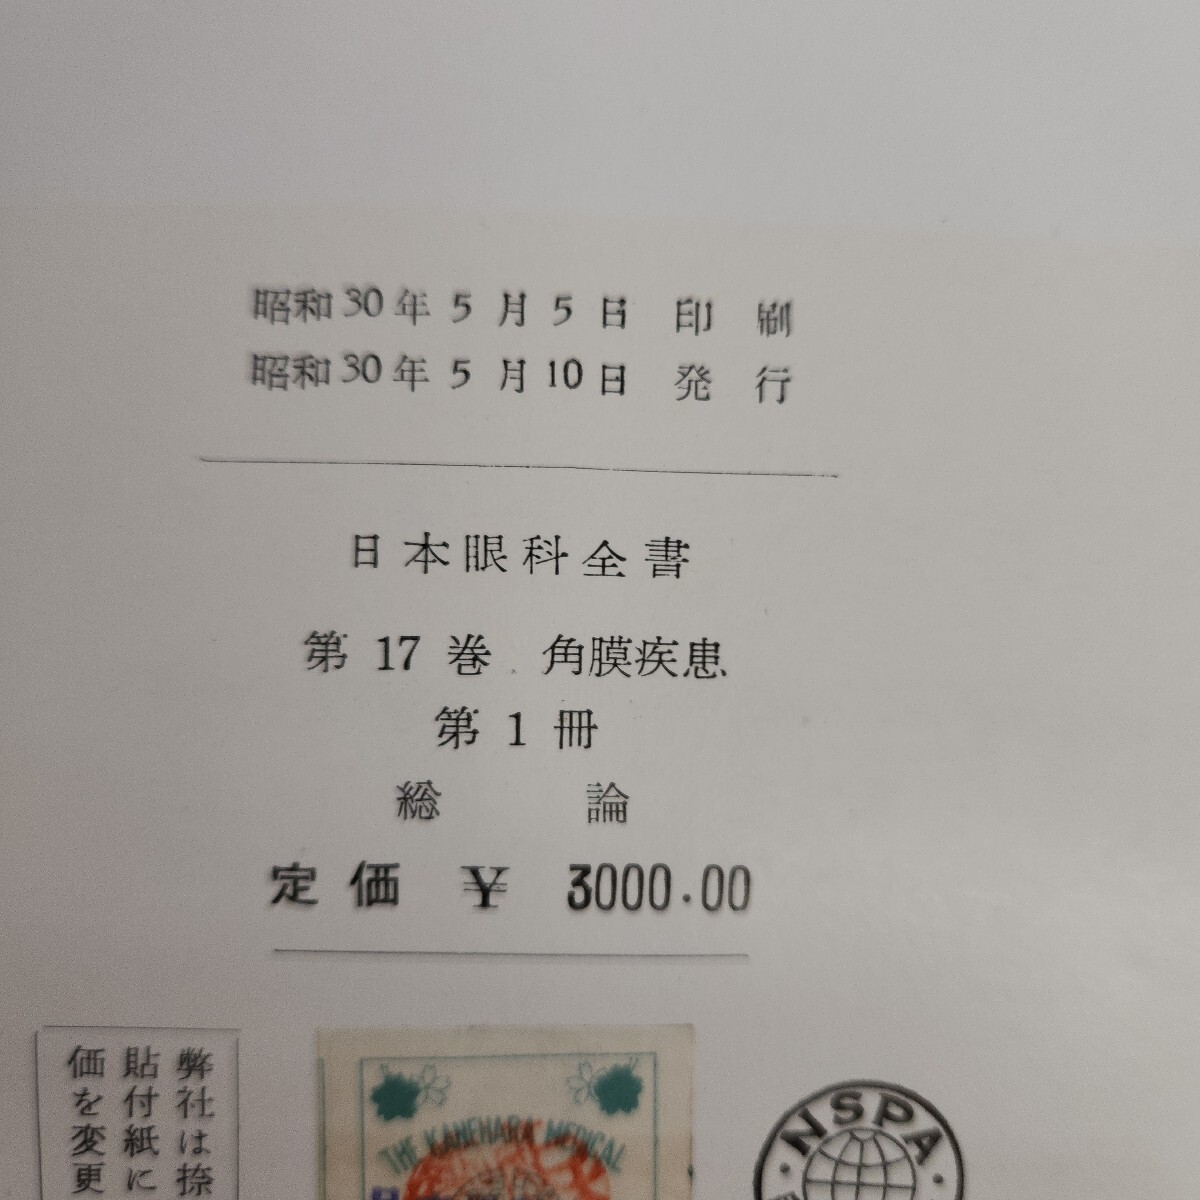 昭和30年5月5日 印刷
昭和30年5月10日 発行
日本眼科全書
第17巻 角膜疾患
第1冊
総論
定価 ¥ 3000.00
弊社は捺
貼付紙に
価を変更
THE KANEHARA MEDICAL
NSPA